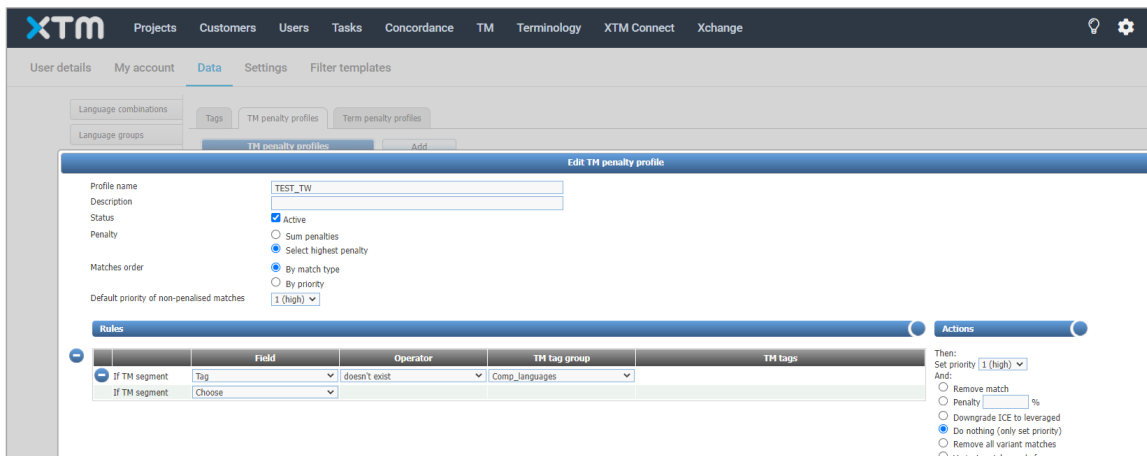 XTM Projects Customers Users Tasks Concordance TM Terminology XTM Connect Xchange
User details My account Data Settings Filter templates
Language combinations
Tags TM penalty profiles Term penalty profiles
Language groups
TM penalty profiles Add
Edit TM penalty profile
Profile name TEST_TW
Description
Status Active
Penalty Sum penalties
Select highest penalty
Matches order By match type
By priority
Default priority of non-penalised matches 1 (high)
Rules Actions
Field Operator TM tag group TM tags
Then:
Set priority 1 (high)
If TM segment Tag doesn't exist Comp_languages
And:
If TM segment Choose
Remove match
Penalty %
Downgrade ICE to leveraged
Do nothing (only set priority)
Remove all variant matches